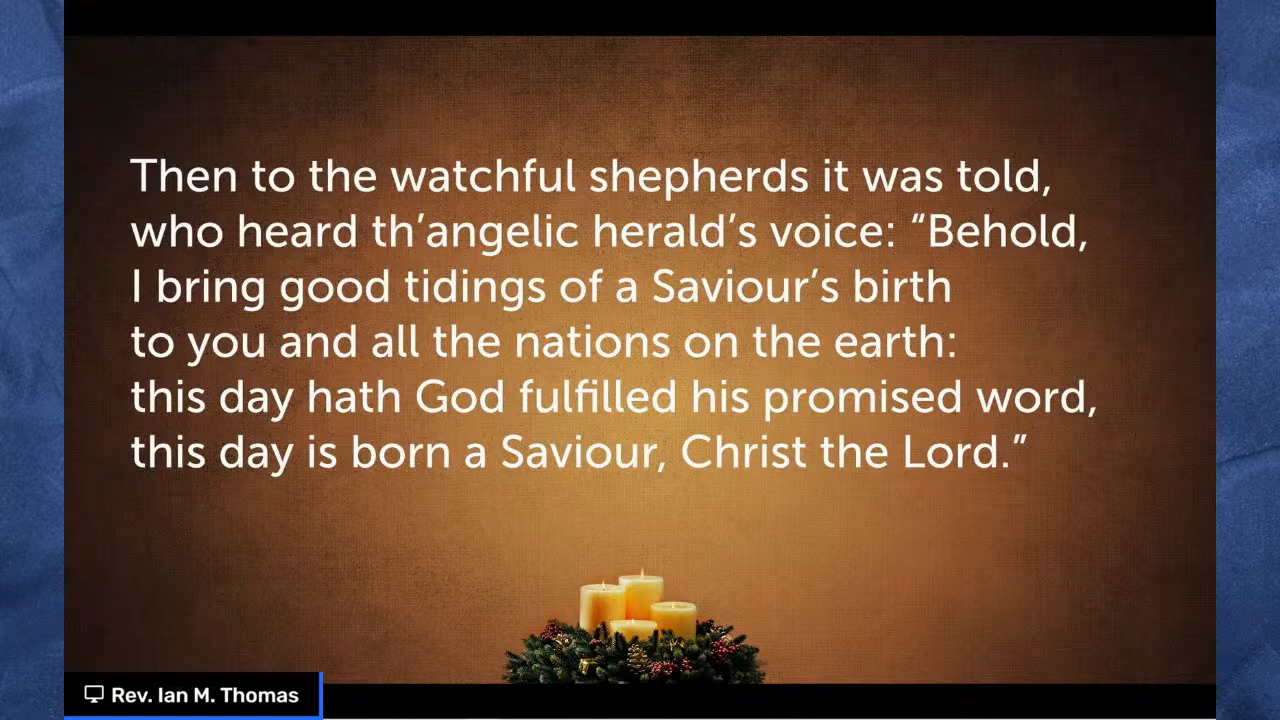 Then to the watchful shepherds it was told,
who heard th’angelic herald’s voice: “Behold,
I bring good tidings of a Saviour’s birth
to you and all the nations on the earth:
this day hath God fulfilled his promised word,
this day is born a Saviour, Christ the Lord.”
Rev. Ian M. Thomas